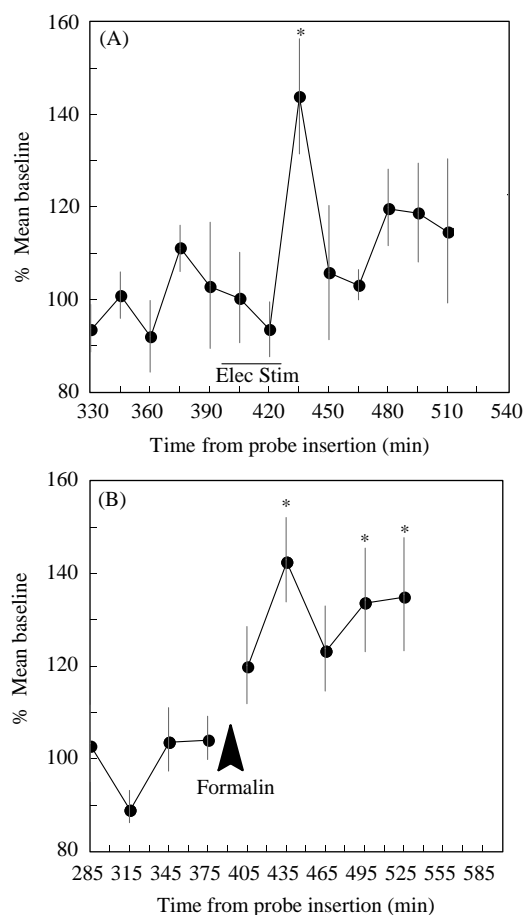 160
(A)
*
140
120
100
80
% Mean baseline
Elec Stim
330 360 390 420 450 480 510 540
Time from probe insertion (min)
160
(B)
* * *
140
120
100
80
% Mean baseline
Formalin
285 315 345 375 405 435 465 495 525 555 585
Time from probe insertion (min)